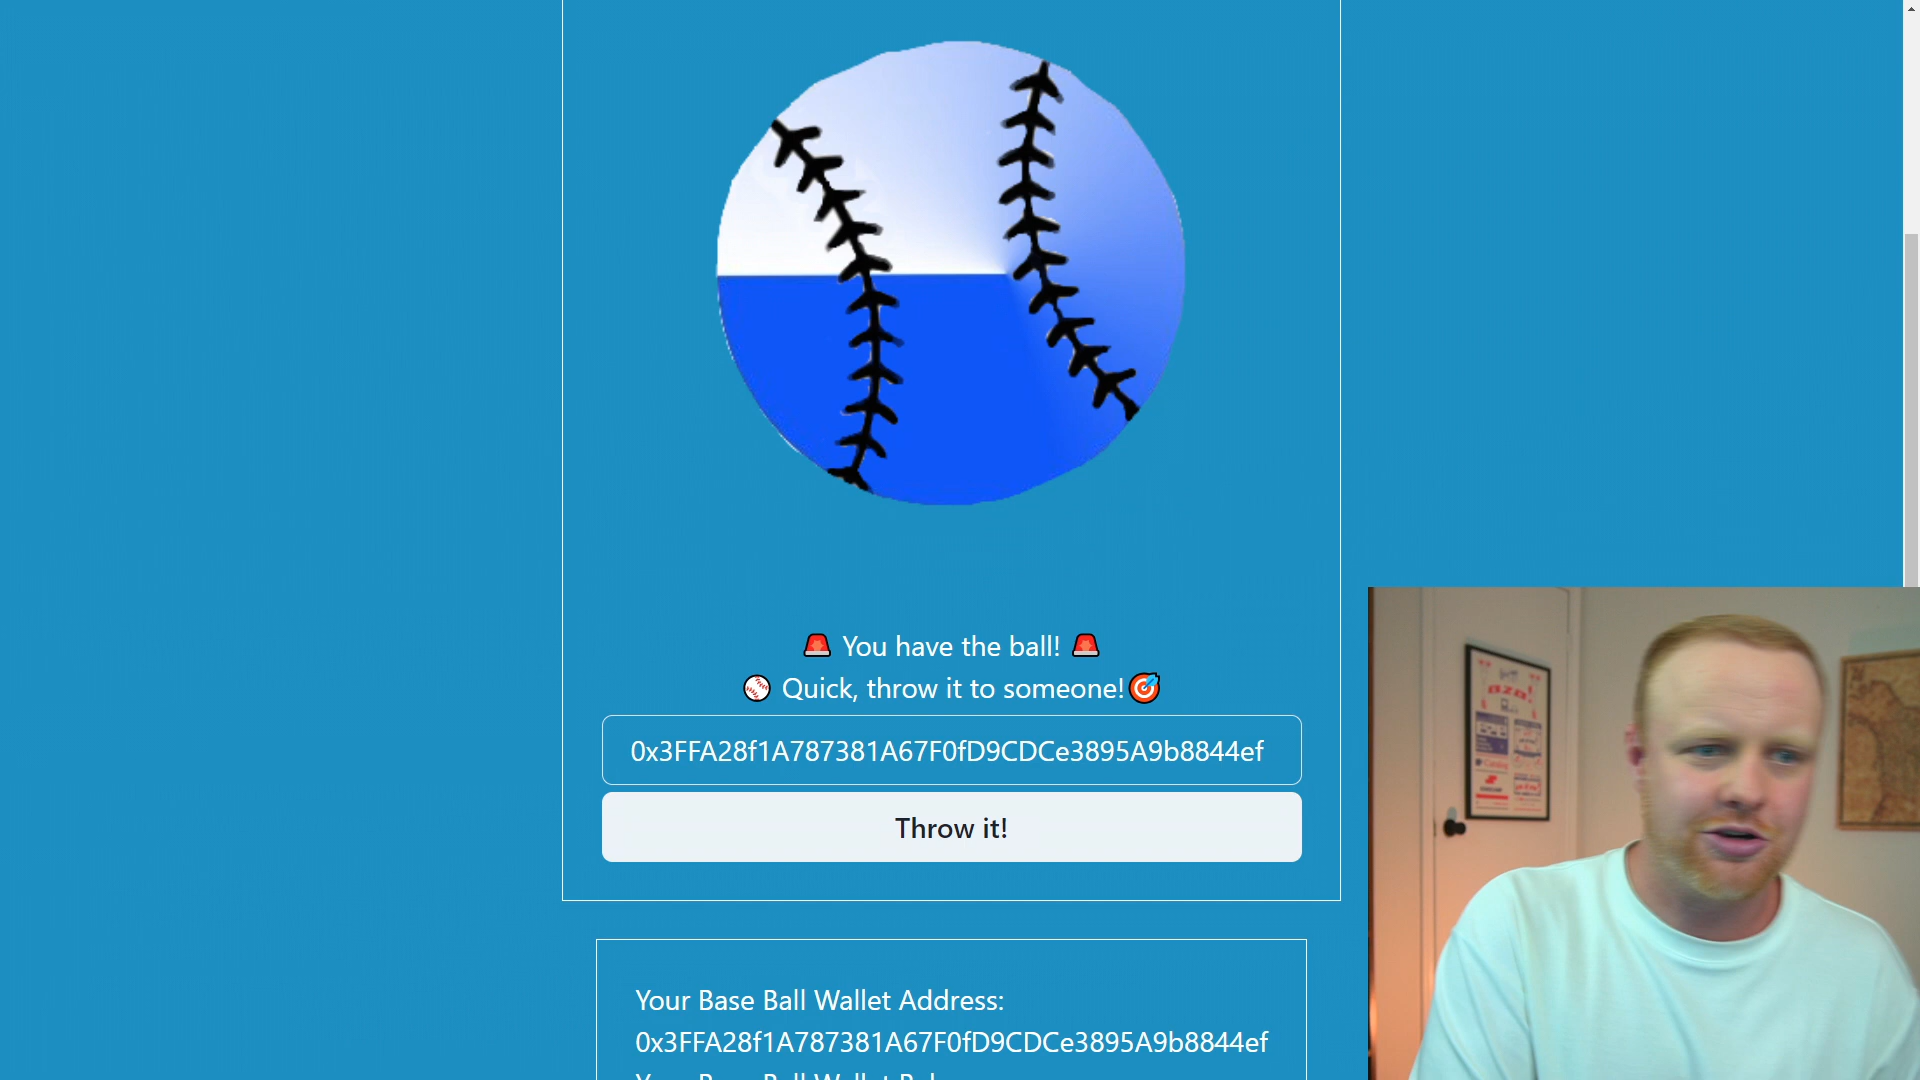 🚨 You have the ball! 🚨
⚾ Quick, throw it to someone!🎯
0x3FFA28f1A787381A67F0fD9CDCe3895A9b8844ef
Throw it!
Your Base Ball Wallet Address:
0x3FFA28f1A787381A67F0fD9CDCe3895A9b8844ef